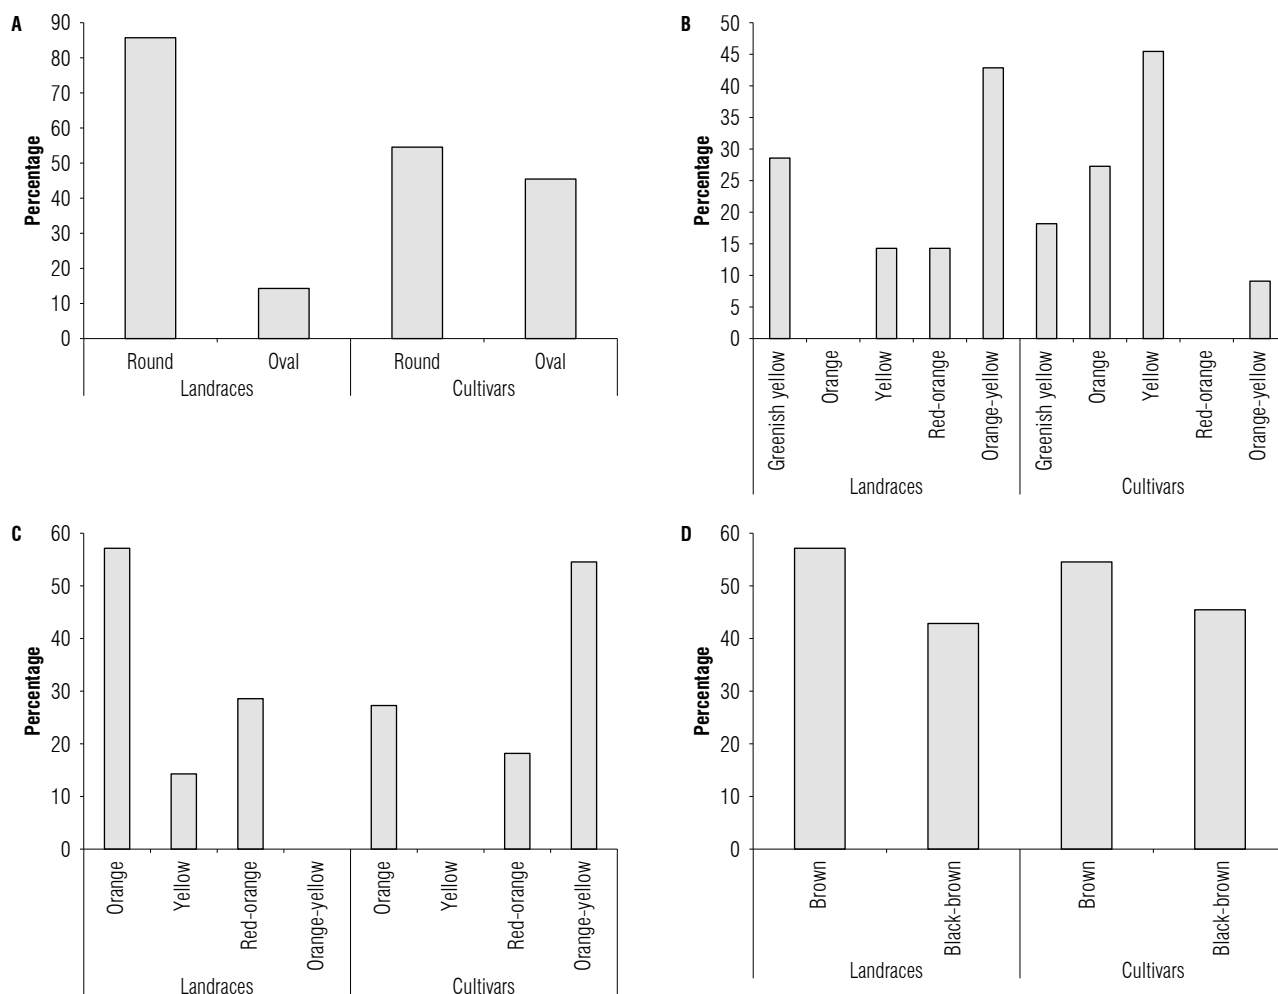 A
Percentage
90
80
70
60
50
40
30
20
10
0
Round
Oval
Round
Oval
Landraces
Cultivars
B
Percentage
50
45
40
35
30
25
20
15
10
5
0
Greenish yellow
Orange
Yellow
Red-orange
Orange-yellow
Greenish yellow
Orange
Yellow
Red-orange
Orange-yellow
Landraces
Cultivars
C
Percentage
60
50
40
30
20
10
0
Orange
Yellow
Red-orange
Orange-yellow
Orange
Yellow
Red-orange
Orange-yellow
Landraces
Cultivars
D
Percentage
60
50
40
30
20
10
0
Brown
Black-brown
Brown
Black-brown
Landraces
Cultivars